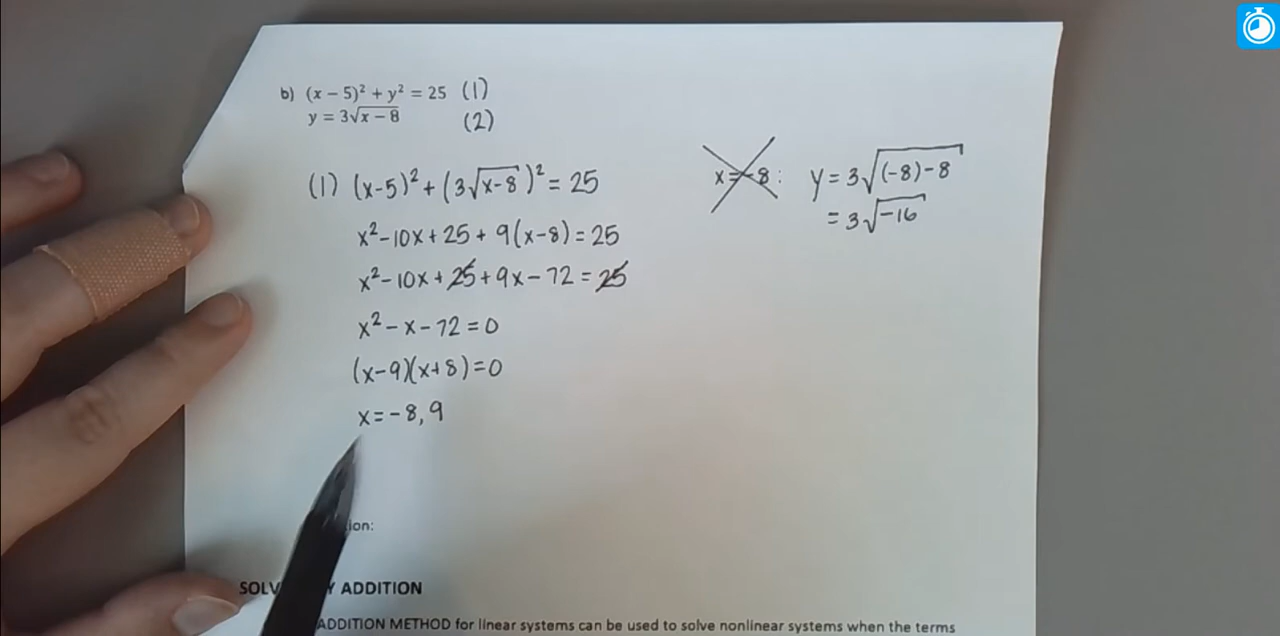 b) (x – 5)² + y² = 25 (1)
y = 3√x – 8 (2)
(1) (x-5)² + (3√x-8)² = 25
x² - 10x + 25 + 9(x-8) = 25
x² - 10x + 25 + 9x - 72 = 25
x² - x - 72 = 0
(x-9)(x+8) = 0
x = -8, 9
x = -8: y = 3√(-8)-8
= 3√-16
ion:
SOLV Y ADDITION
ADDITION METHOD for linear systems can be used to solve nonlinear systems when the terms